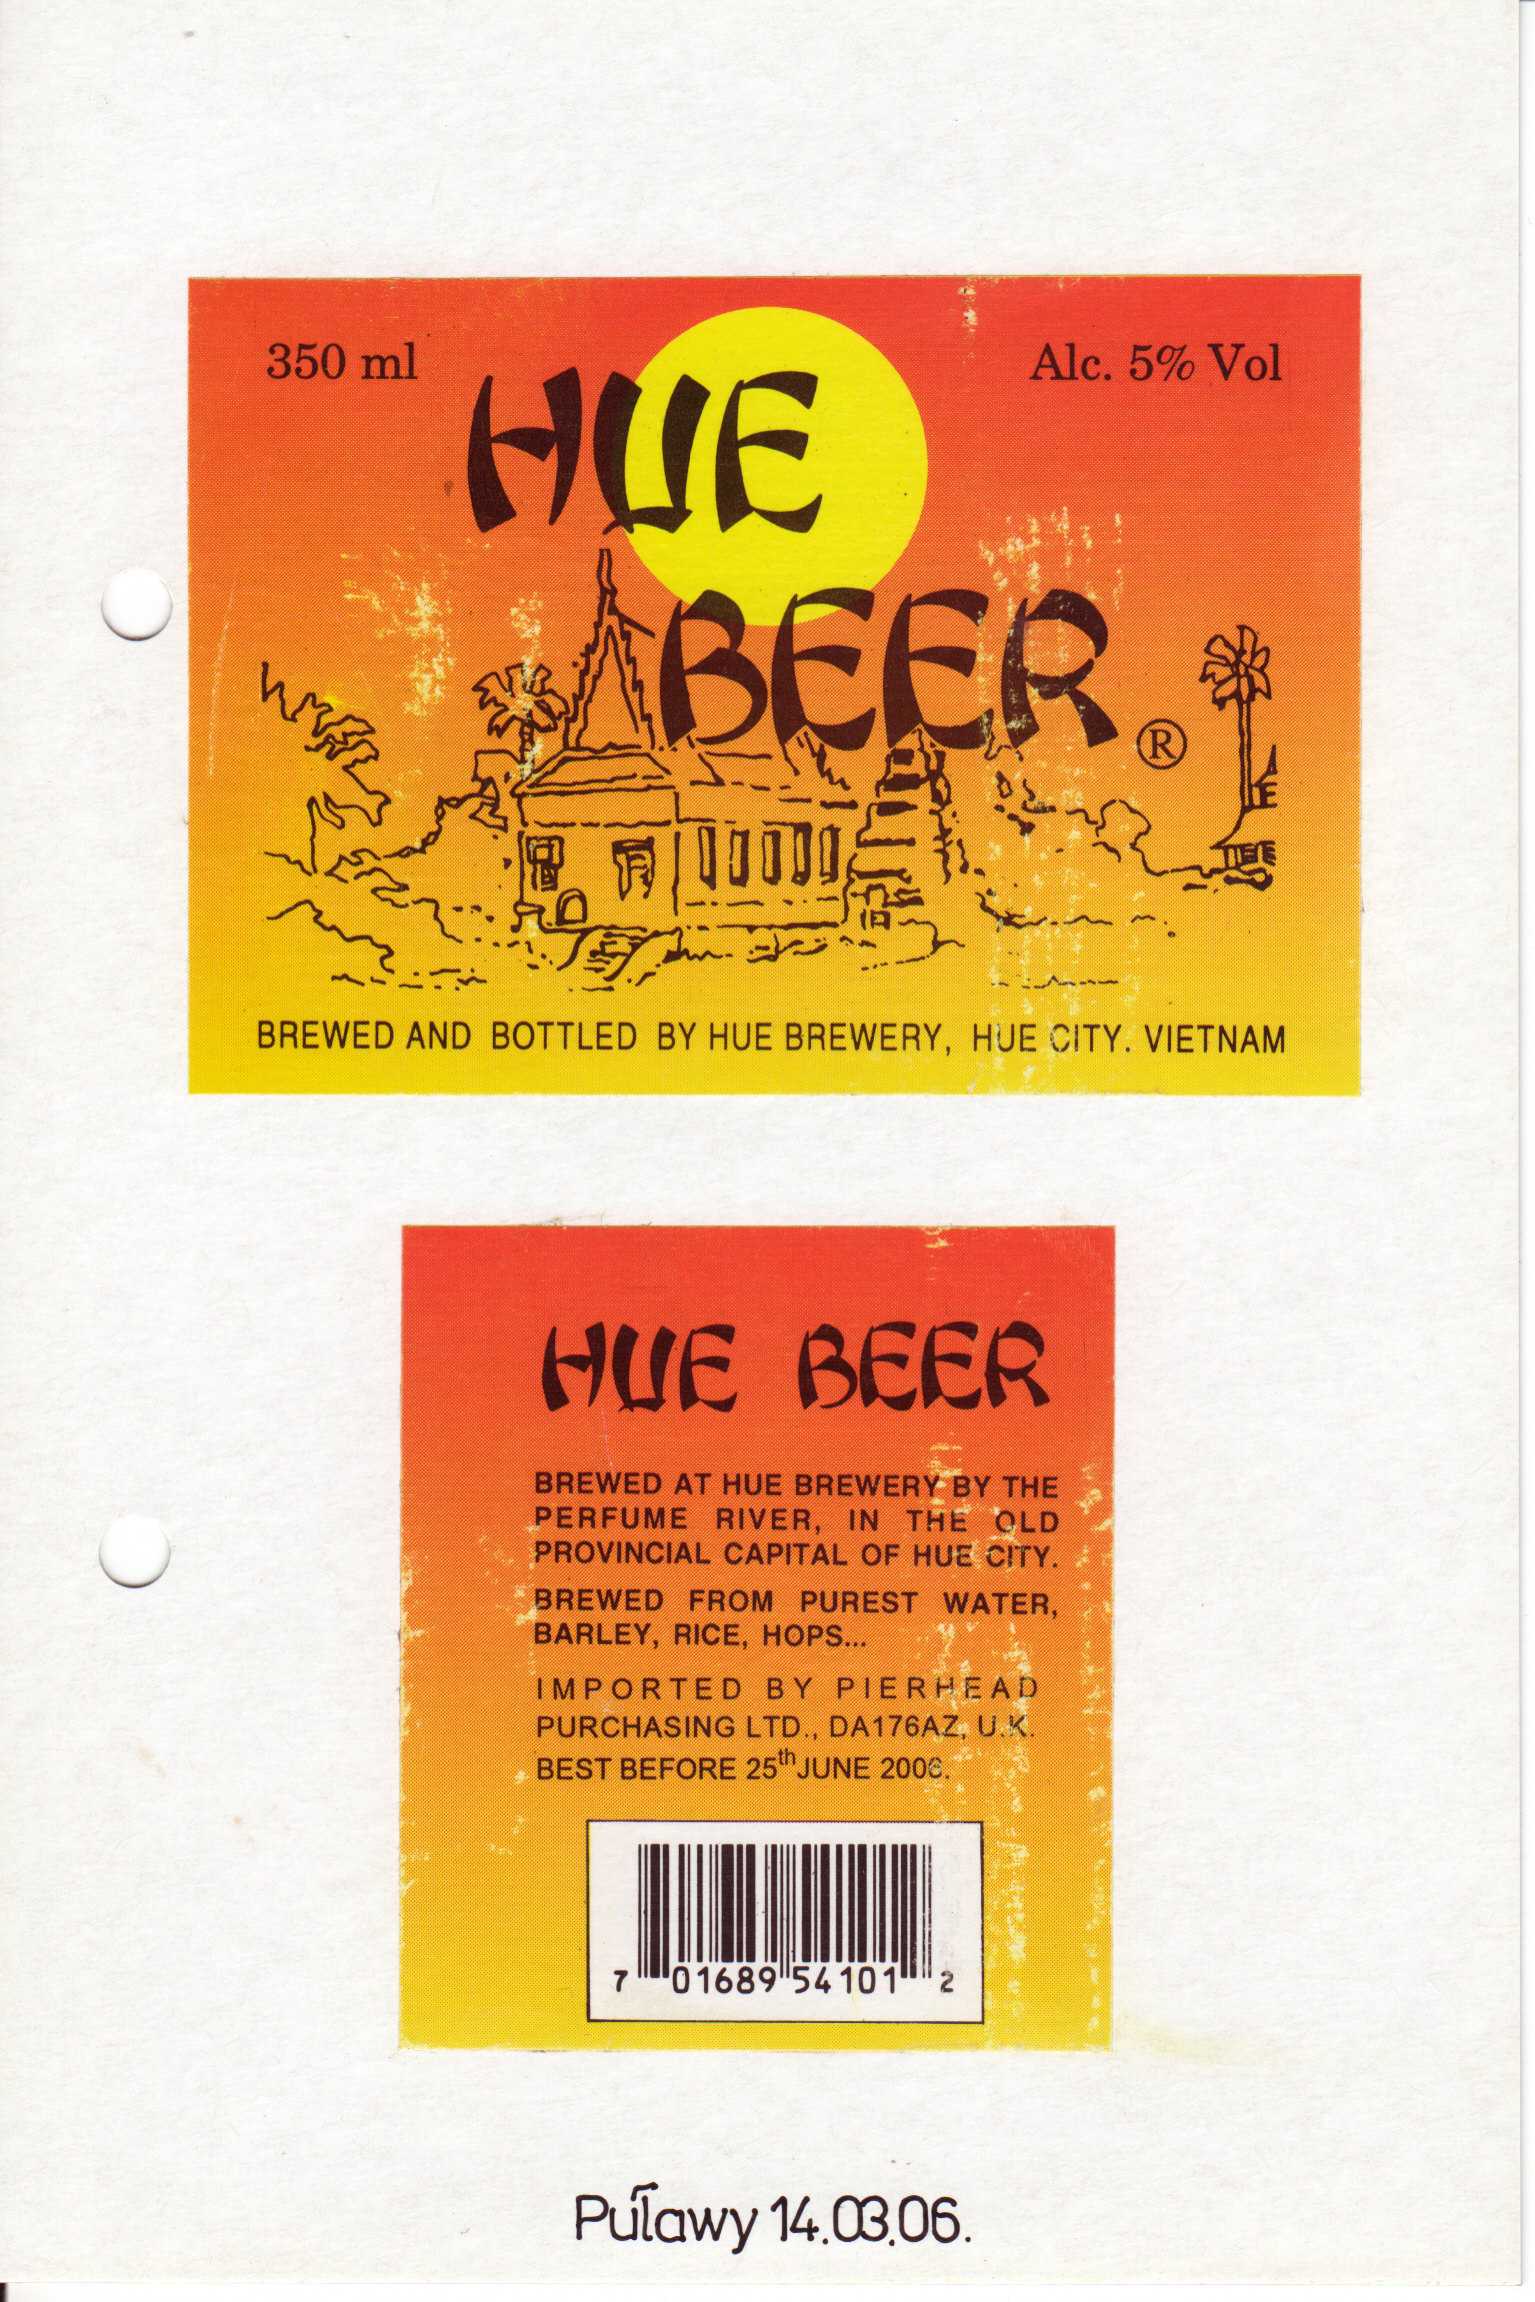 350 ml
Alc. 5% Vol
HUE
BEER ®
BREWED AND BOTTLED BY HUE BREWERY, HUE CITY. VIETNAM
HUE BEER
BREWED AT HUE BREWERY BY THE
PERFUME RIVER, IN THE OLD
PROVINCIAL CAPITAL OF HUE CITY.
BREWED FROM PUREST WATER,
BARLEY, RICE, HOPS...
IMPORTED BY PIERHEAD
PURCHASING LTD., DA176AZ, U.K.
BEST BEFORE 25th JUNE 2006.
7 01689 54101 2
Puławy 14.03.06.